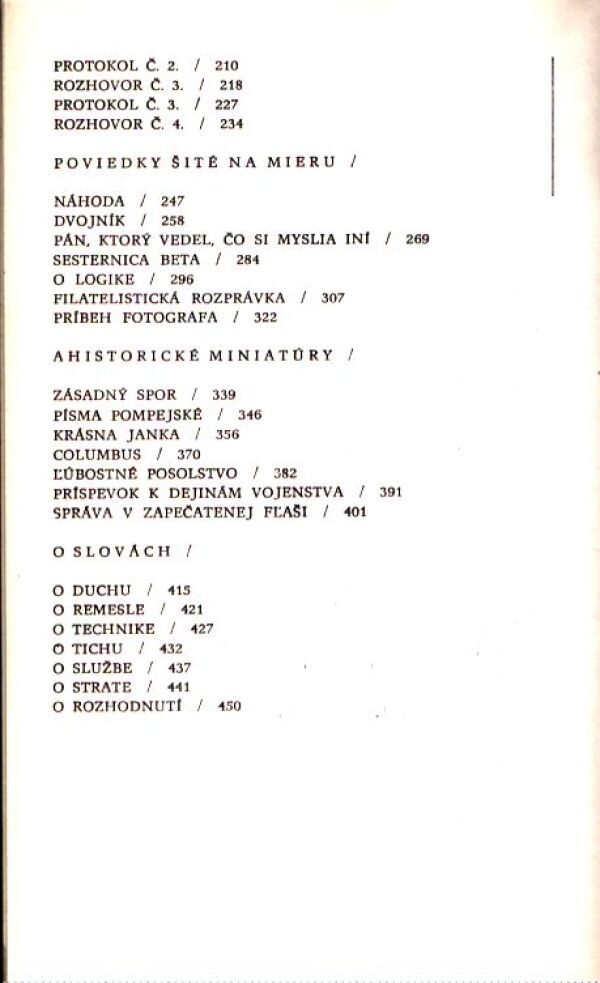 PROTOKOL Č. 2. / 210
ROZHOVOR Č. 3. / 218
PROTOKOL Č. 3. / 227
ROZHOVOR Č. 4. / 234
POVIEDKY ŠITÉ NA MIERU /
NÁHODA / 247
DVOJNÍK / 258
PÁN, KTORÝ VEDEL, ČO SI MYSLIA INÍ / 269
SESTERNICA BETA / 284
O LOGIKE / 296
FILATELISTICKÁ ROZPRÁVKA / 307
PRÍBEH FOTOGRAFA / 322
AHISTORICKÉ MINIATÚRY /
ZÁSADNÝ SPOR / 339
PÍSMA POMPEJSKÉ / 346
KRÁSNA JANKA / 356
COLUMBUS / 370
ĽÚBOSTNÉ POSOLSTVO / 382
PRÍSPEVOK K DEJINÁM VOJENSTVA / 391
SPRÁVA V ZAPEČATENEJ FĽAŠI / 401
O SLOVÁCH /
O DUCHU / 415
O REMESLE / 421
O TECHNIKE / 427
O TICHU / 432
O SLUŽBE / 437
O STRATE / 441
O ROZHODNUTÍ / 450